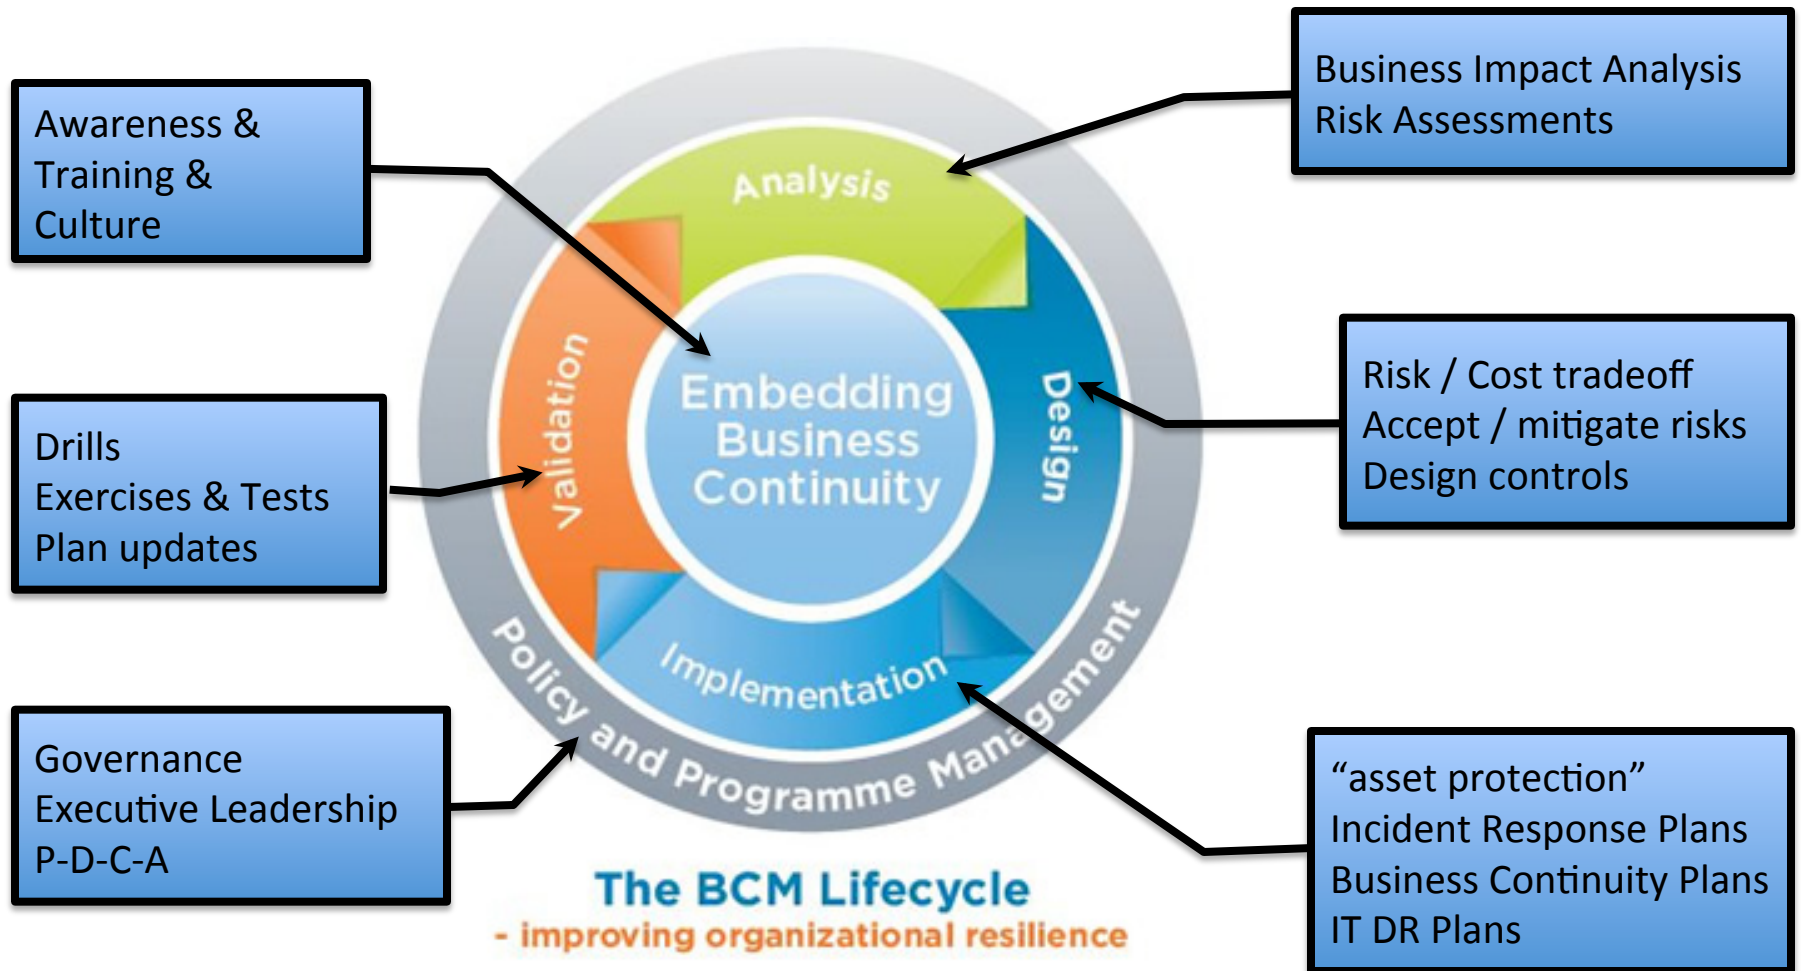 Awareness &
Training &
Culture
Business Impact Analysis
Risk Assessments
Analysis
Drills
Exercises & Tests
Plan updates
Validation
Embedding
Business
Continuity
Design
Risk / Cost tradeoff
Accept / mitigate risks
Design controls
Implementation
Policy and Programme Management
Governance
Executive Leadership
P-D-C-A
“asset protection”
Incident Response Plans
Business Continuity Plans
IT DR Plans
The BCM Lifecycle
- improving organizational resilience